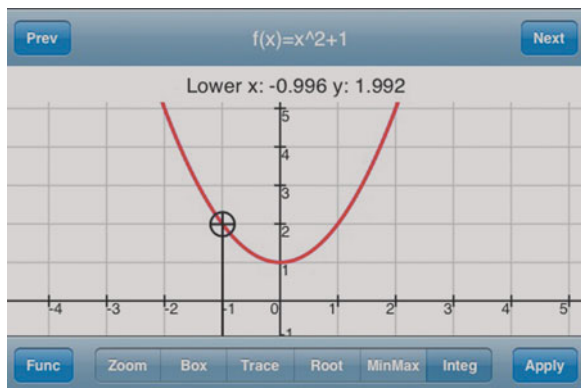 Prev f(x)=x^2+1 Next
Lower x: -0.996 y: 1.992
5
4
3
2
1
-4 -3 -2 -1 0 1 2 3 4 5
-1
Func Zoom Box Trace Root MinMax Integ Apply